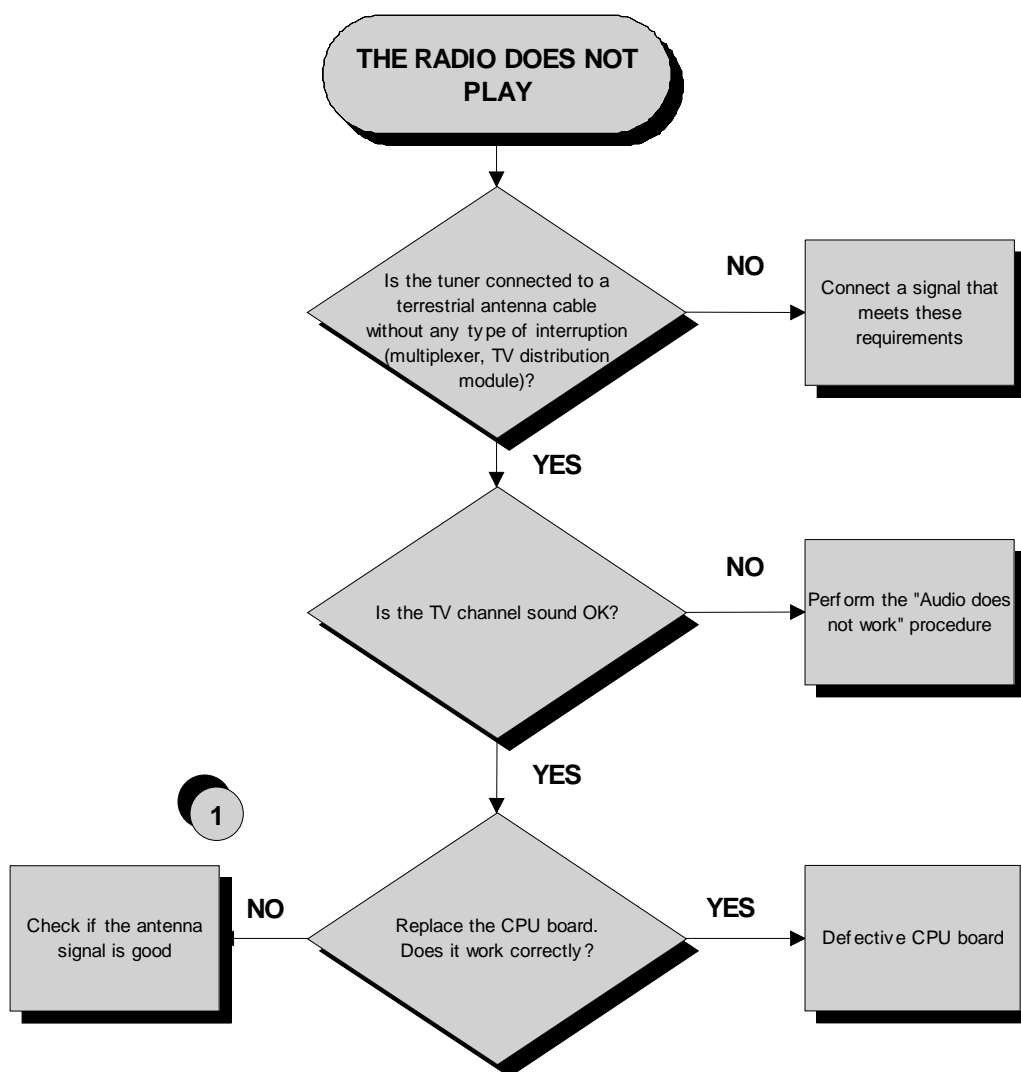 THE RADIO DOES NOT
PLAY
Is the tuner connected to a
terrestrial antenna cable
without any type of interruption
(multiplexer, TV distribution
module)?
NO
Connect a signal that
meets these
requirements
YES
Is the TV channel sound OK?
NO
Perform the "Audio does
not work" procedure
YES
1
Check if the antenna
signal is good
NO
Replace the CPU board.
Does it work correctly?
YES
Defective CPU board